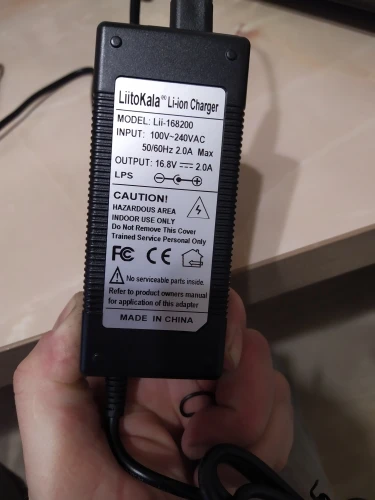 LiitoKala® Li-ion Charger
MODEL: Lii-168200
INPUT: 100V~240VAC
50/60Hz 2.0A Max
OUTPUT: 16.8V⎓2.0A
LPS
CAUTION!
HAZARDOUS AREA
INDOOR USE ONLY
Do Not Remove This Cover
Trained Service Personal Only
FC CE
No serviceable parts inside.
Refer to product owners manual
for application of this adapter
MADE IN CHINA